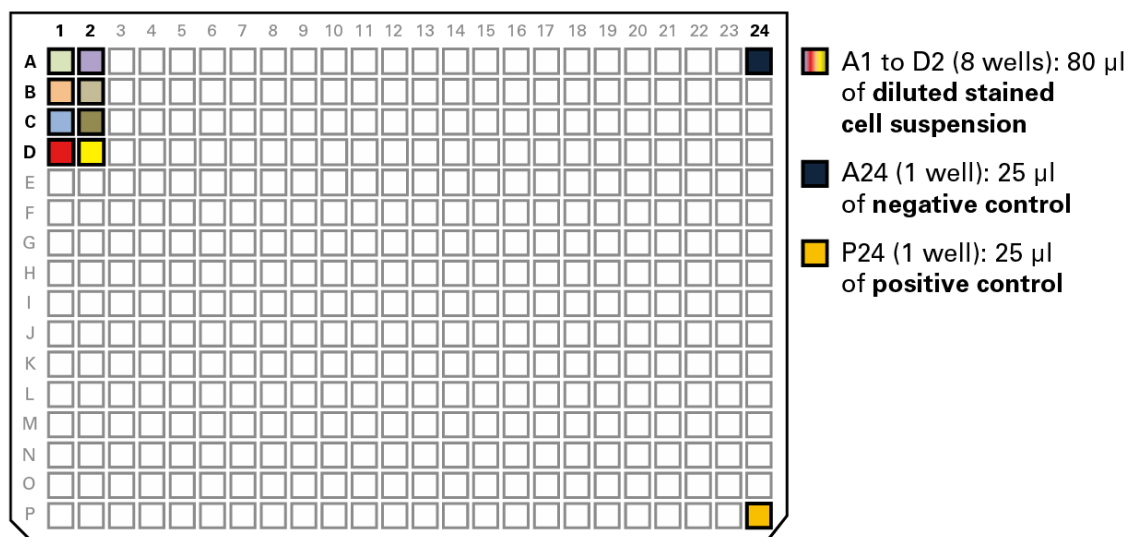 1 2 3 4 5 6 7 8 9 10 11 12 13 14 15 16 17 18 19 20 21 22 23 24
A
B
C
D
E
F
G
H
I
J
K
L
M
N
O
P
A1 to D2 (8 wells): 80 µl
of diluted stained
cell suspension
A24 (1 well): 25 µl
of negative control
P24 (1 well): 25 µl
of positive control